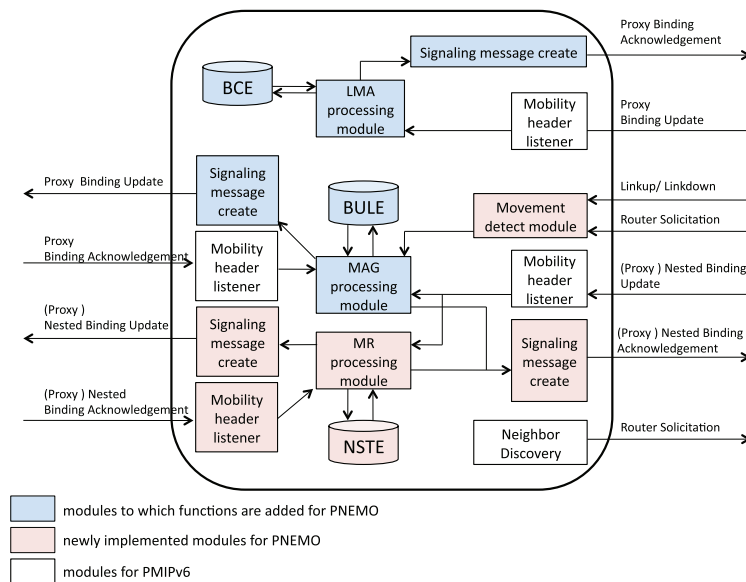 Proxy Binding
Acknowledgement
Signaling message create
BCE
LMA
processing
module
Mobility
header
listener
Proxy
Binding Update
Proxy Binding Update
Signaling
message
create
BULE
Movement
detect module
Linkup/ Linkdown
Router Solicitation
Proxy
Binding Acknowledgement
Mobility
header
listener
MAG
processing
module
Mobility
header
listener
(Proxy ) Nested Binding
Update
(Proxy )
Nested Binding Update
Signaling
message
create
MR
processing
module
Signaling
message
create
(Proxy ) Nested Binding
Acknowledgement
(Proxy ) Nested
Binding Acknowledgement
Mobility
header
listener
NSTE
Neighbor
Discovery
Router Solicitation
modules to which functions are added for PNEMO
newly implemented modules for PNEMO
modules for PMIPv6